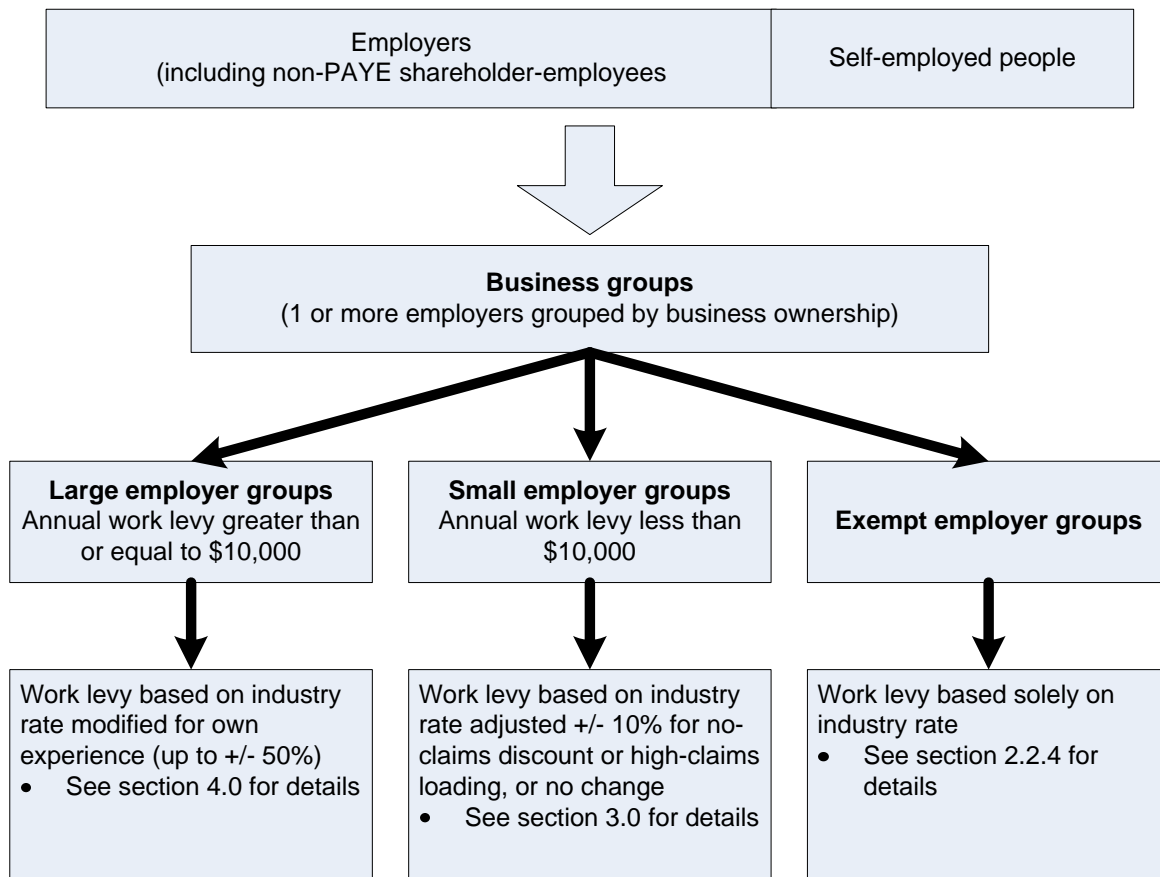 Employers
(including non-PAYE shareholder-employees
Self-employed people
Business groups
(1 or more employers grouped by business ownership)
Large employer groups
Annual work levy greater than
or equal to $10,000
Small employer groups
Annual work levy less than
$10,000
Exempt employer groups
Work levy based on industry
rate modified for own
experience (up to +/- 50%)
• See section 4.0 for details
Work levy based on industry
rate adjusted +/- 10% for no-
claims discount or high-claims
loading, or no change
• See section 3.0 for details
Work levy based solely on
industry rate
• See section 2.2.4 for
details